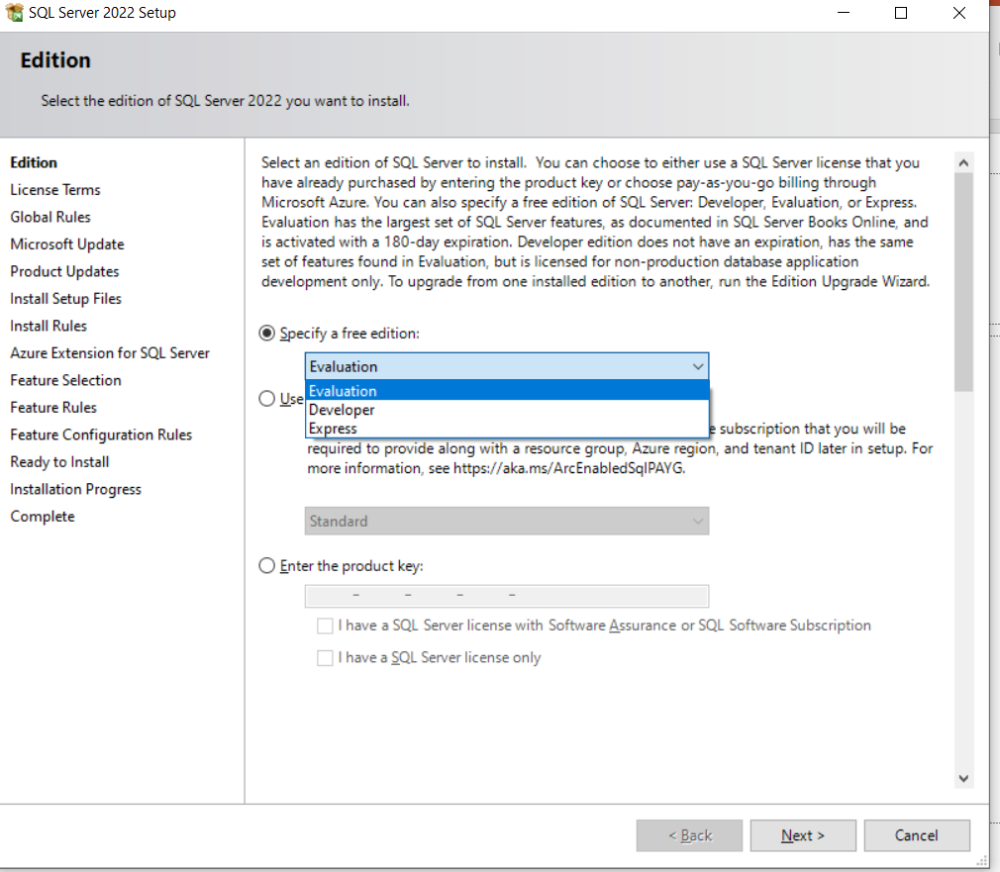 SQL Server 2022 Setup
Edition
Select the edition of SQL Server 2022 you want to install.
Edition
License Terms
Global Rules
Microsoft Update
Product Updates
Install Setup Files
Install Rules
Azure Extension for SQL Server
Feature Selection
Feature Rules
Feature Configuration Rules
Ready to Install
Installation Progress
Complete
Select an edition of SQL Server to install. You can choose to either use a SQL Server license that you
have already purchased by entering the product key or choose pay-as-you-go billing through
Microsoft Azure. You can also specify a free edition of SQL Server: Developer, Evaluation, or Express.
Evaluation has the largest set of SQL Server features, as documented in SQL Server Books Online, and
is activated with a 180-day expiration. Developer edition does not have an expiration, has the same
set of features found in Evaluation, but is licensed for non-production database application
development only. To upgrade from one installed edition to another, run the Edition Upgrade Wizard.
Specify a free edition:
Evaluation
Evaluation
Developer
Express
Use
subscription that you will be
required to provide along with a resource group, Azure region, and tenant ID later in setup. For
more information, see https://aka.ms/ArcEnabledSqlPAYG.
Standard
Enter the product key:
– – – –
I have a SQL Server license with Software Assurance or SQL Software Subscription
I have a SQL Server license only
< Back
Next >
Cancel